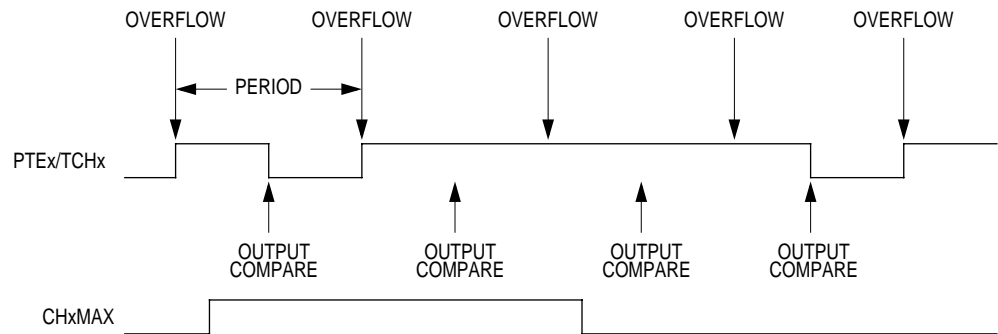 OVERFLOW OVERFLOW OVERFLOW OVERFLOW OVERFLOW
PERIOD
PTEx/TCHx
OUTPUT COMPARE
OUTPUT COMPARE
OUTPUT COMPARE
OUTPUT COMPARE
CHxMAX